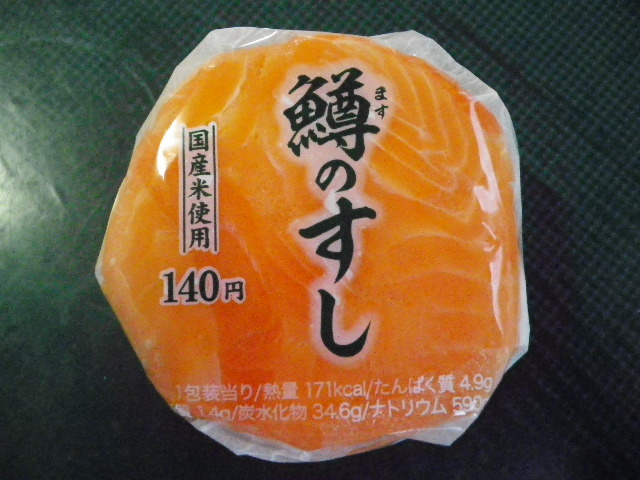 鱒のすし
ます
国産米使用
140円
1包装当り/熱量 171kcal/たんぱく質 4.9g
1.4g/炭水化物 34.6g/ナトリウム